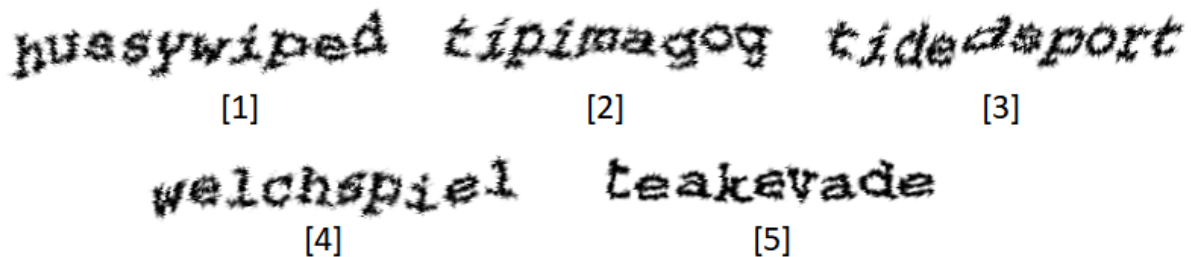 hussywiped tipimagog tidedsport
[1] [2] [3]
welchspiel teakevade
[4] [5]